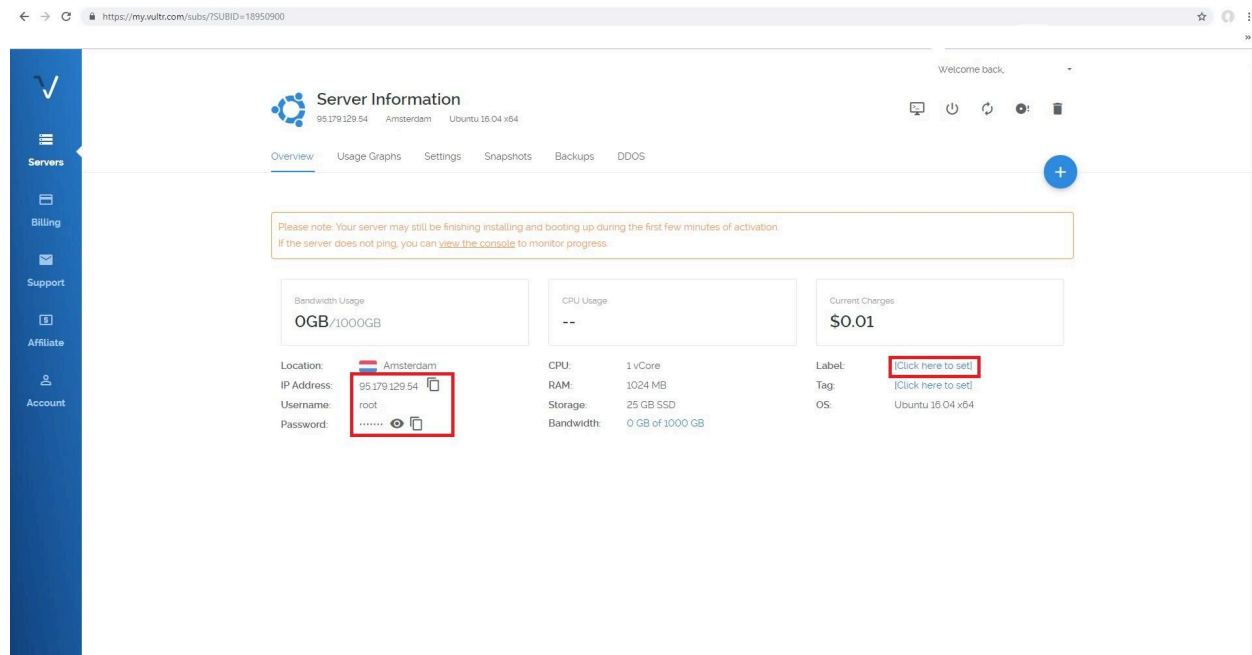 https://my.vultr.com/subs/?SUBID=18950900
Welcome back,
Server Information
95.179.129.54 Amsterdam Ubuntu 16.04 x64
Servers
Billing
Support
Affiliate
Account
Overview Usage Graphs Settings Snapshots Backups DDOS
Please note: Your server may still be finishing installing and booting up during the first few minutes of activation.
If the server does not ping, you can view the console to monitor progress.
Bandwidth Usage
0GB/1000GB
CPU Usage
--
Current Charges
$0.01
Location: Amsterdam
IP Address: 95.179.129.54
Username: root
Password: ·······
CPU: 1 vCore
RAM: 1024 MB
Storage: 25 GB SSD
Bandwidth: 0 GB of 1000 GB
Label: [Click here to set]
Tag: [Click here to set]
OS: Ubuntu 16.04 x64